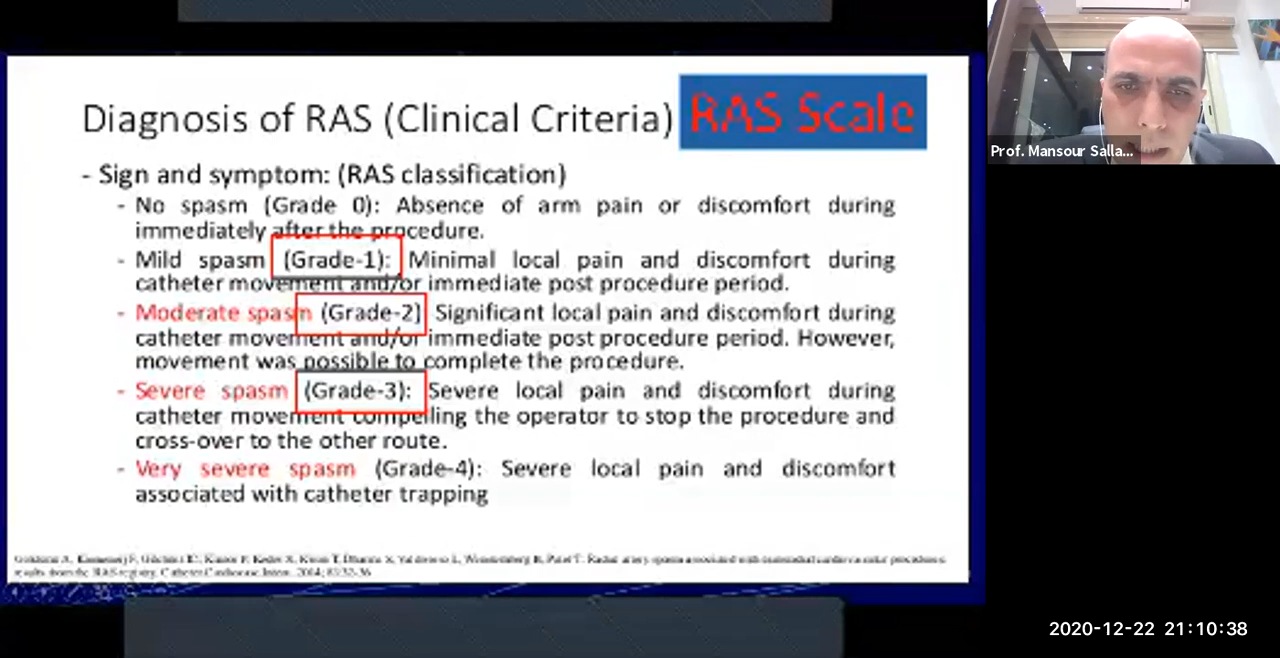 Diagnosis of RAS (Clinical Criteria) RAS Scale
- Sign and symptom: (RAS classification)
- No spasm (Grade 0): Absence of arm pain or discomfort during
immediately after the procedure.
- Mild spasm (Grade-1): Minimal local pain and discomfort during
catheter movement and/or immediate post procedure period.
- Moderate spasm (Grade-2] Significant local pain and discomfort during
catheter movement and/or immediate post procedure period. However,
movement was possible to complete the procedure.
- Severe spasm (Grade-3): Severe local pain and discomfort during
catheter movement compelling the operator to stop the procedure and
cross-over to the other route.
- Very severe spasm (Grade-4): Severe local pain and discomfort
associated with catheter trapping
Prof. Mansour Salla...
2020-12-22 21:10:38